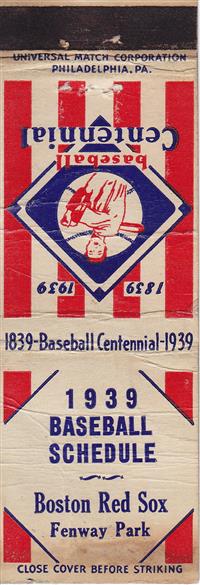 UNIVERSAL MATCH CORPORATION
PHILADELPHIA, PA.
baseball
Centennial
1839 1939
1839-Baseball Centennial-1939
1939
BASEBALL
SCHEDULE
Boston Red Sox
Fenway Park
CLOSE COVER BEFORE STRIKING